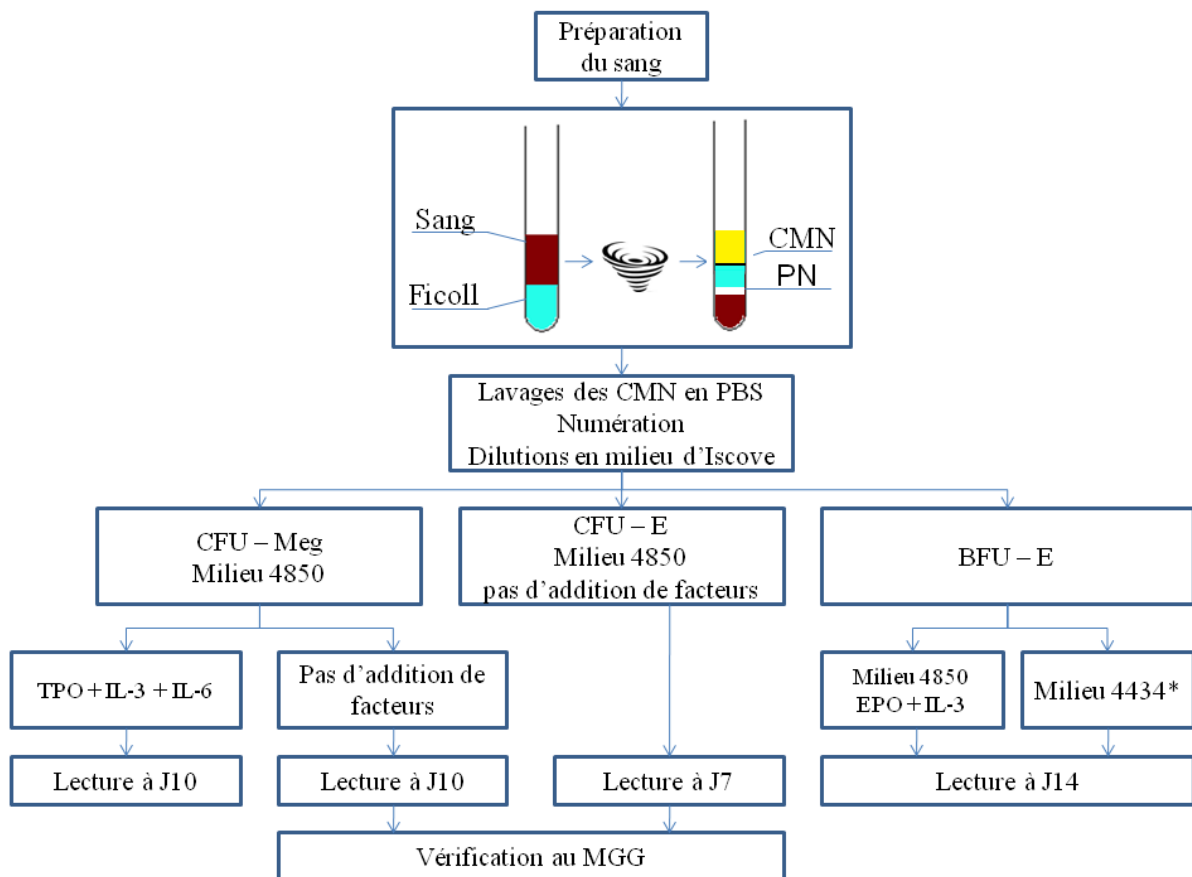 Préparation
du sang
Sang
Ficoll
CMN
PN
Lavages des CMN en PBS
Numération
Dilutions en milieu d'Iscove
CFU – Meg
Milieu 4850
CFU – E
Milieu 4850
pas d'addition de facteurs
BFU – E
TPO + IL-3 + IL-6
Pas d'addition de
facteurs
Milieu 4850
EPO + IL-3
Milieu 4434*
Lecture à J10
Lecture à J10
Lecture à J7
Lecture à J14
Vérification au MGG